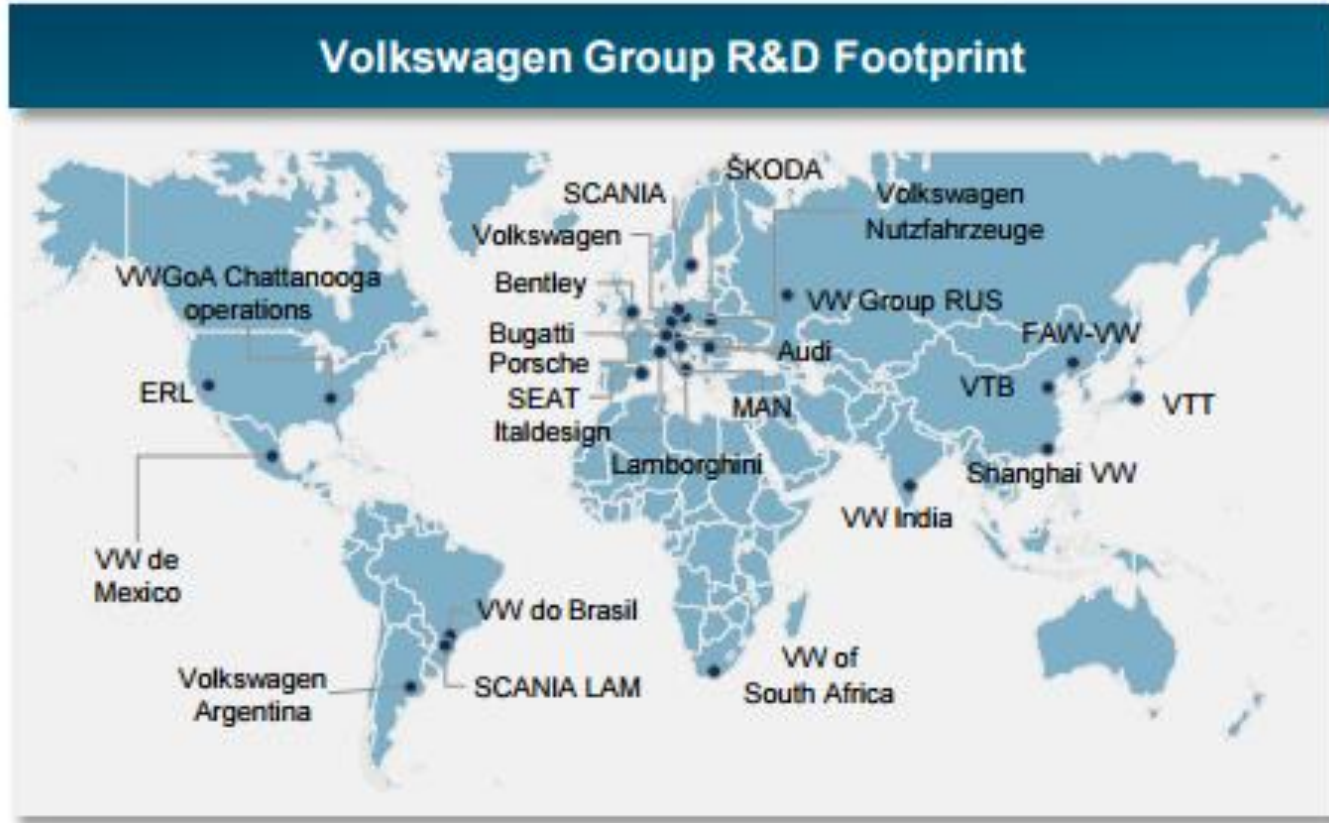 Volkswagen Group R&D Footprint
ŠKODA
SCANIA
Volkswagen
Nutzfahrzeuge
Volkswagen
VWGoA Chattanooga
operations
Bentley
VW Group RUS
Bugatti
Audi
FAW-VW
Porsche
ERL
SEAT
MAN
VTB
VTT
Italdesign
Lamborghini
Shanghai VW
VW India
VW de
Mexico
VW do Brasil
VW of
South Africa
Volkswagen
Argentina
SCANIA LAM